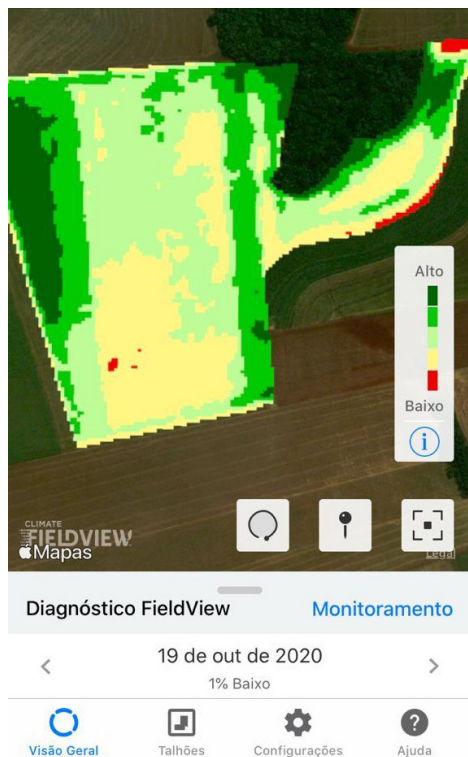 Alto
Baixo
i
CLIMATE
FIELDVIEW
Mapas
Legal
Diagnóstico FieldView
Monitoramento
19 de out de 2020
1% Baixo
Visão Geral
Talhões
Configurações
?
Ajuda